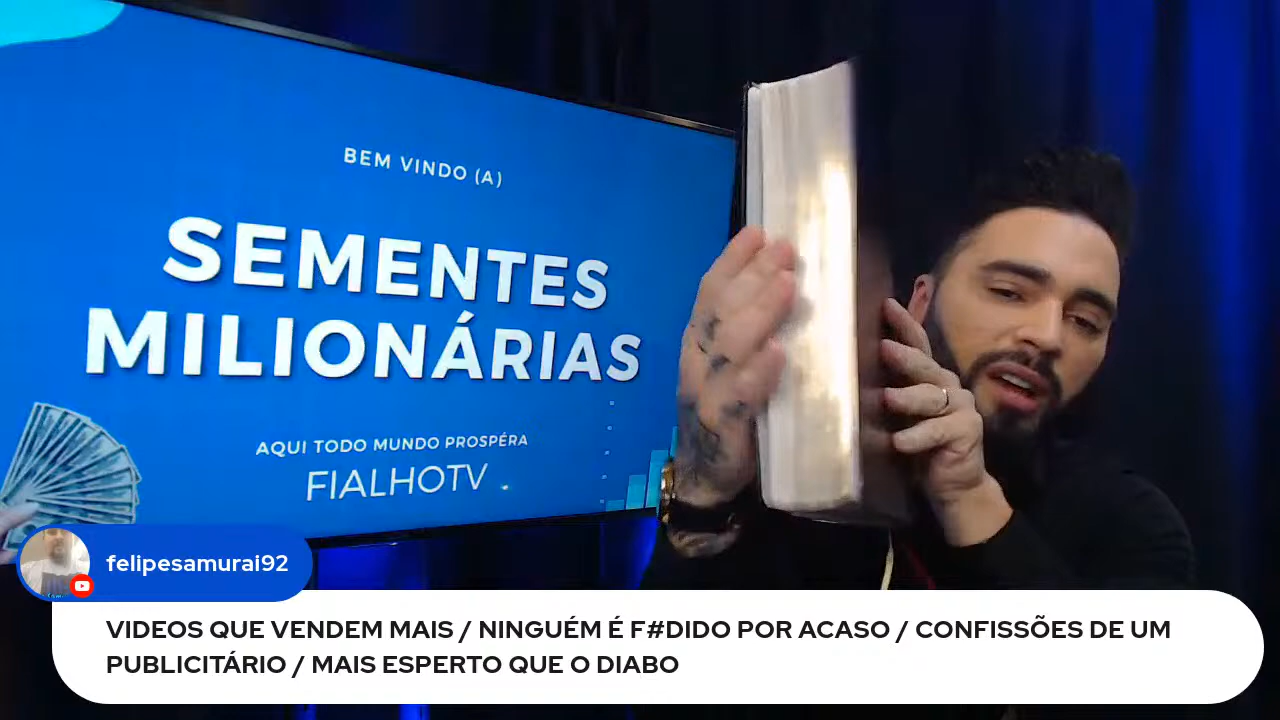 BEM VINDO (A)
SEMENTES
MILIONÁRIAS
AQUI TODO MUNDO PROSPÉRA
FIALHOTV
felipesamurai92
VIDEOS QUE VENDEM MAIS / NINGUÉM É F#DIDO POR ACASO / CONFISSÕES DE UM
PUBLICITÁRIO / MAIS ESPERTO QUE O DIABO